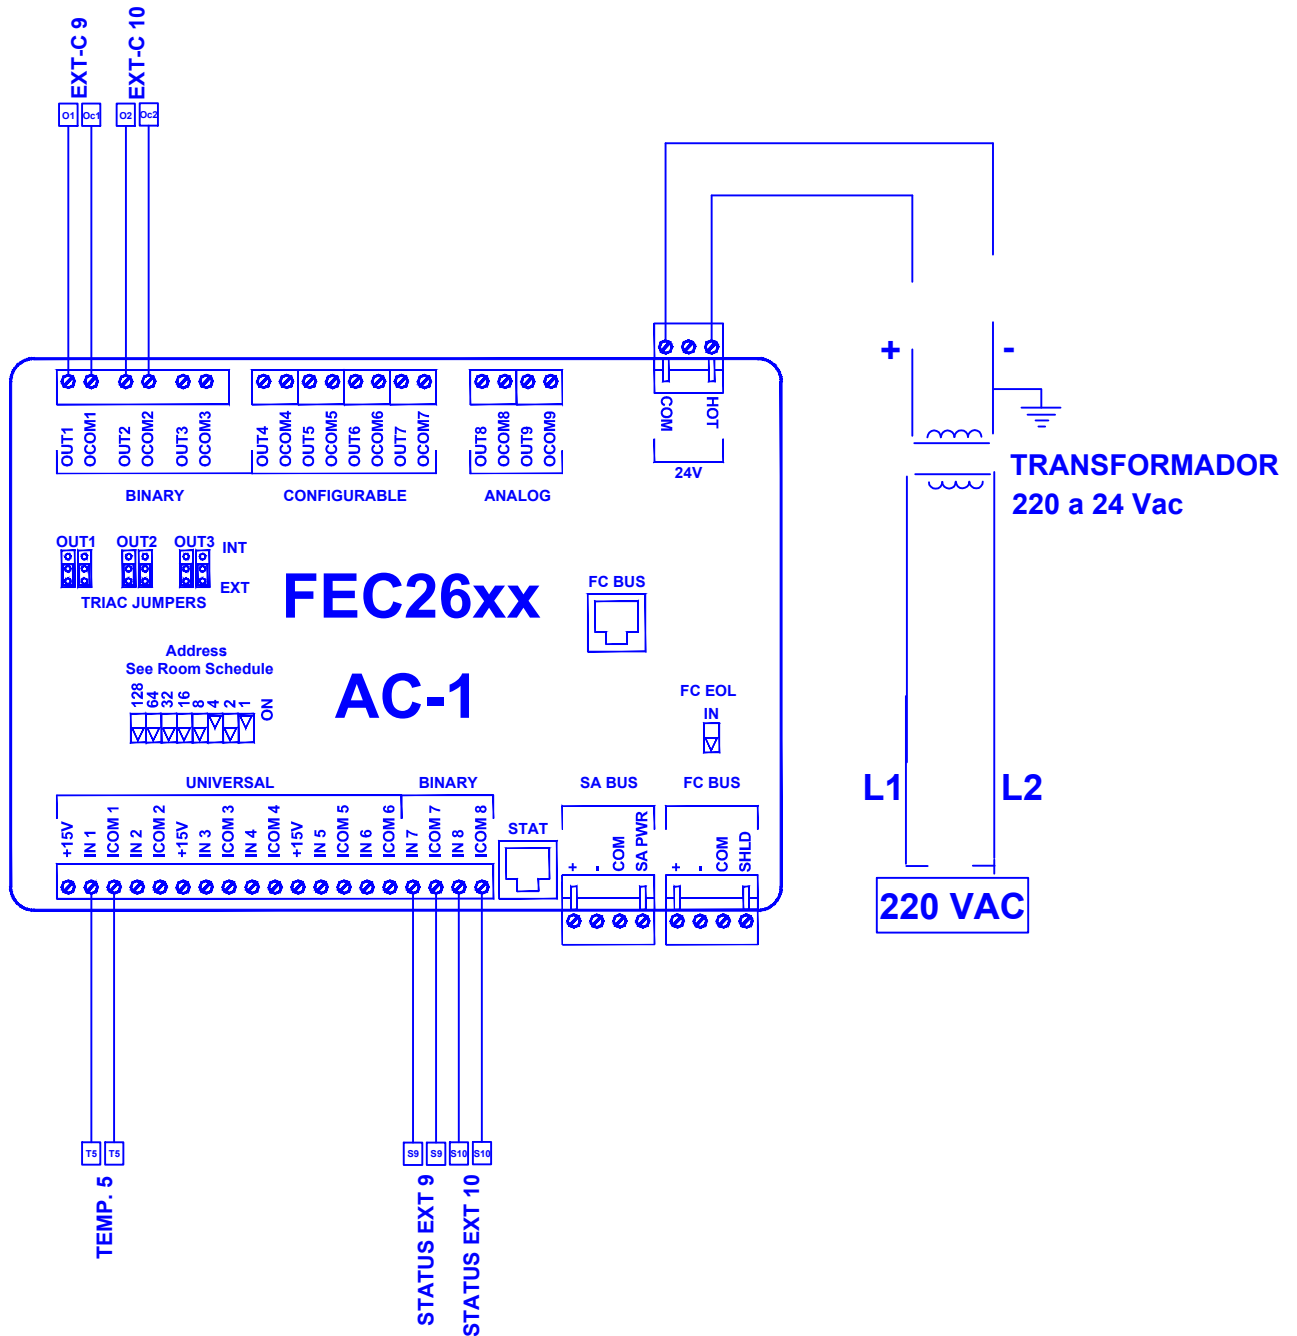 EXT-C 9
EXT-C 10
O1
Oc1
O2
Oc2
+
-
COM
HOT
24V
TRANSFORMADOR
220 a 24 Vac
OUT1
OCOM1
OUT2
OCOM2
OUT3
OCOM3
OUT4
OCOM4
OUT5
OCOM5
OUT6
OCOM6
OUT7
OCOM7
OUT8
OCOM8
OUT9
OCOM9
BINARY
CONFIGURABLE
ANALOG
OUT1
OUT2
OUT3
INT
EXT
TRIAC JUMPERS
FEC26xx
AC-1
FC BUS
Address
See Room Schedule
128
64
32
16
8
4
2
1
ON
FC EOL
IN
UNIVERSAL
BINARY
SA BUS
FC BUS
+15V
IN 1
ICOM 1
IN 2
ICOM 2
+15V
IN 3
ICOM 3
IN 4
ICOM 4
+15V
IN 5
ICOM 5
IN 6
ICOM 6
IN 7
ICOM 7
IN 8
ICOM 8
STAT
+
-
COM
SA PWR
+
-
COM
SHLD
L1
L2
220 VAC
T5
T5
S9
S9
S10
S10
TEMP. 5
STATUS EXT 9
STATUS EXT 10